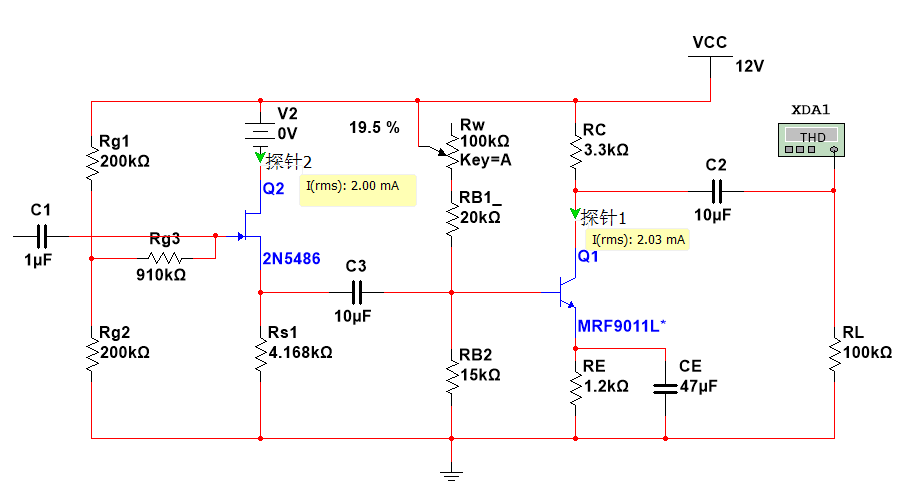 VCC
12V
XDA1
THD
V2
0V
19.5 %
Rw
100kΩ
Key=A
RC
3.3kΩ
Rg1
200kΩ
探针2
I(rms): 2.00 mA
Q2
RB1_
20kΩ
C2
10µF
C1
1µF
Rg3
910kΩ
2N5486
探针1
I(rms): 2.03 mA
Q1
C3
10µF
MRF9011L*
Rg2
200kΩ
Rs1
4.168kΩ
RB2
15kΩ
RE
1.2kΩ
CE
47µF
RL
100kΩ